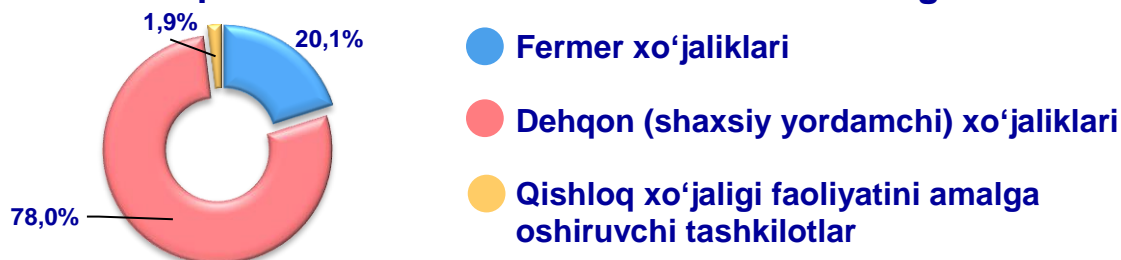 1,9%
20,1%
78,0%
Fermer xo‘jaliklari
Dehqon (shaxsiy yordamchi) xo‘jaliklari
Qishloq xo‘jaligi faoliyatini amalga
oshiruvchi tashkilotlar